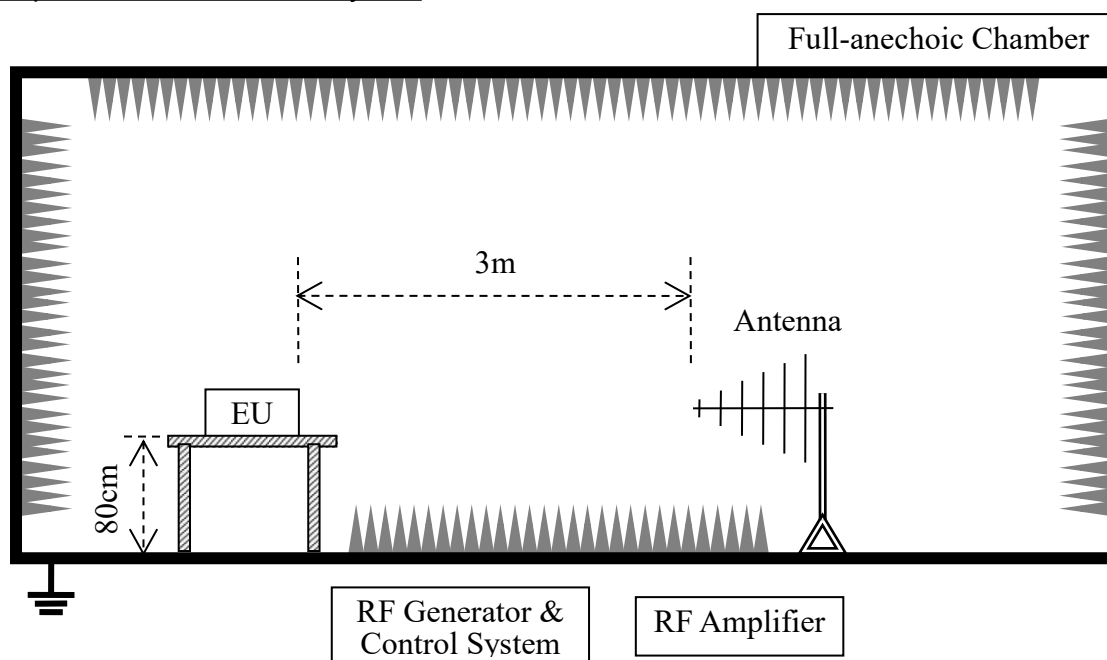 Full-anechoic Chamber
3m
Antenna
EU
80cm
RF Generator &
Control System
RF Amplifier